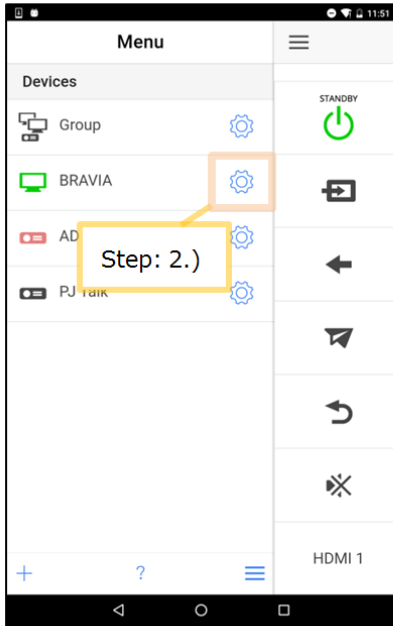 11:51
Menu
Devices
STANDBY
Group
BRAVIA
AD
Step: 2.)
PJ Talk
HDMI 1
?